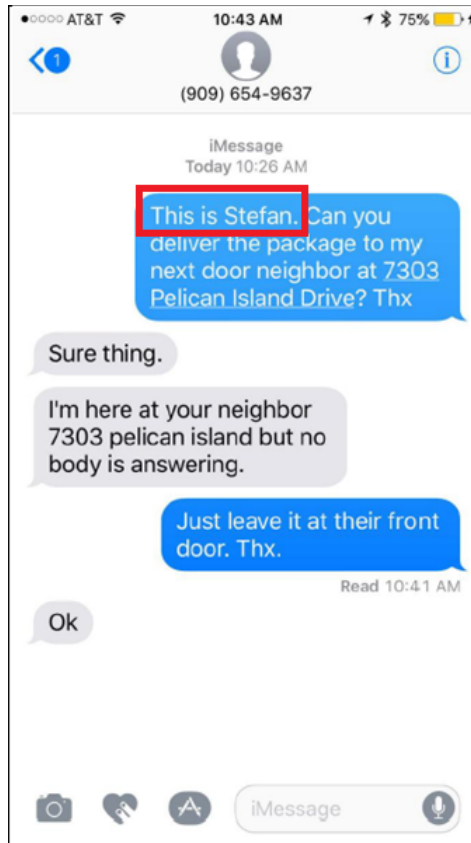 AT&T
10:43 AM
75%
1
(909) 654-9637
iMessage
Today 10:26 AM
This is Stefan. Can you
deliver the package to my
next door neighbor at 7303
Pelican Island Drive? Thx
Sure thing.
I'm here at your neighbor
7303 pelican island but no
body is answering.
Just leave it at their front
door. Thx.
Read 10:41 AM
Ok
iMessage